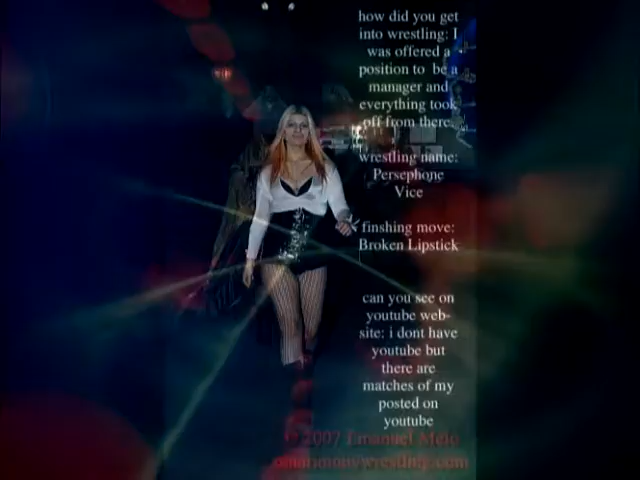 how did you get
into wrestling: I
was offered a
position to be a
manager and
everything took
off from there.
wrestling name:
Persephone
Vice
finshing move:
Broken Lipstick
can you see on
youtube web-
site: i dont have
youtube but
there are
matches of my
posted on
youtube
© 2007 Emanuel Melo